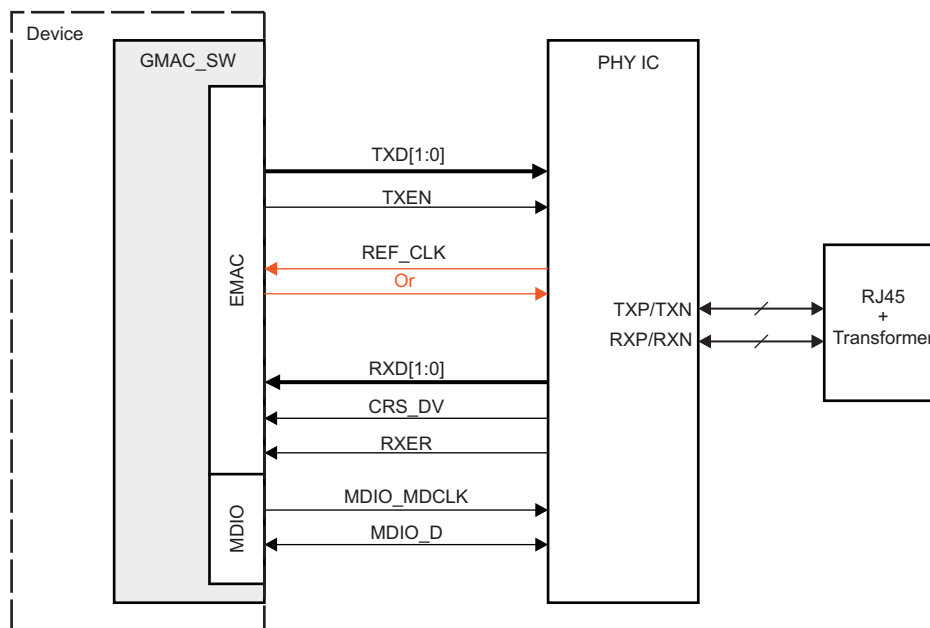 Device
GMAC_SW
PHY IC
TXD[1:0]
TXEN
REF_CLK
Or
EMAC
TXP/TXN
RXP/RXN
RJ45
+
Transformer
RXD[1:0]
CRS_DV
RXER
MDIO_MDCLK
MDIO_D
MDIO